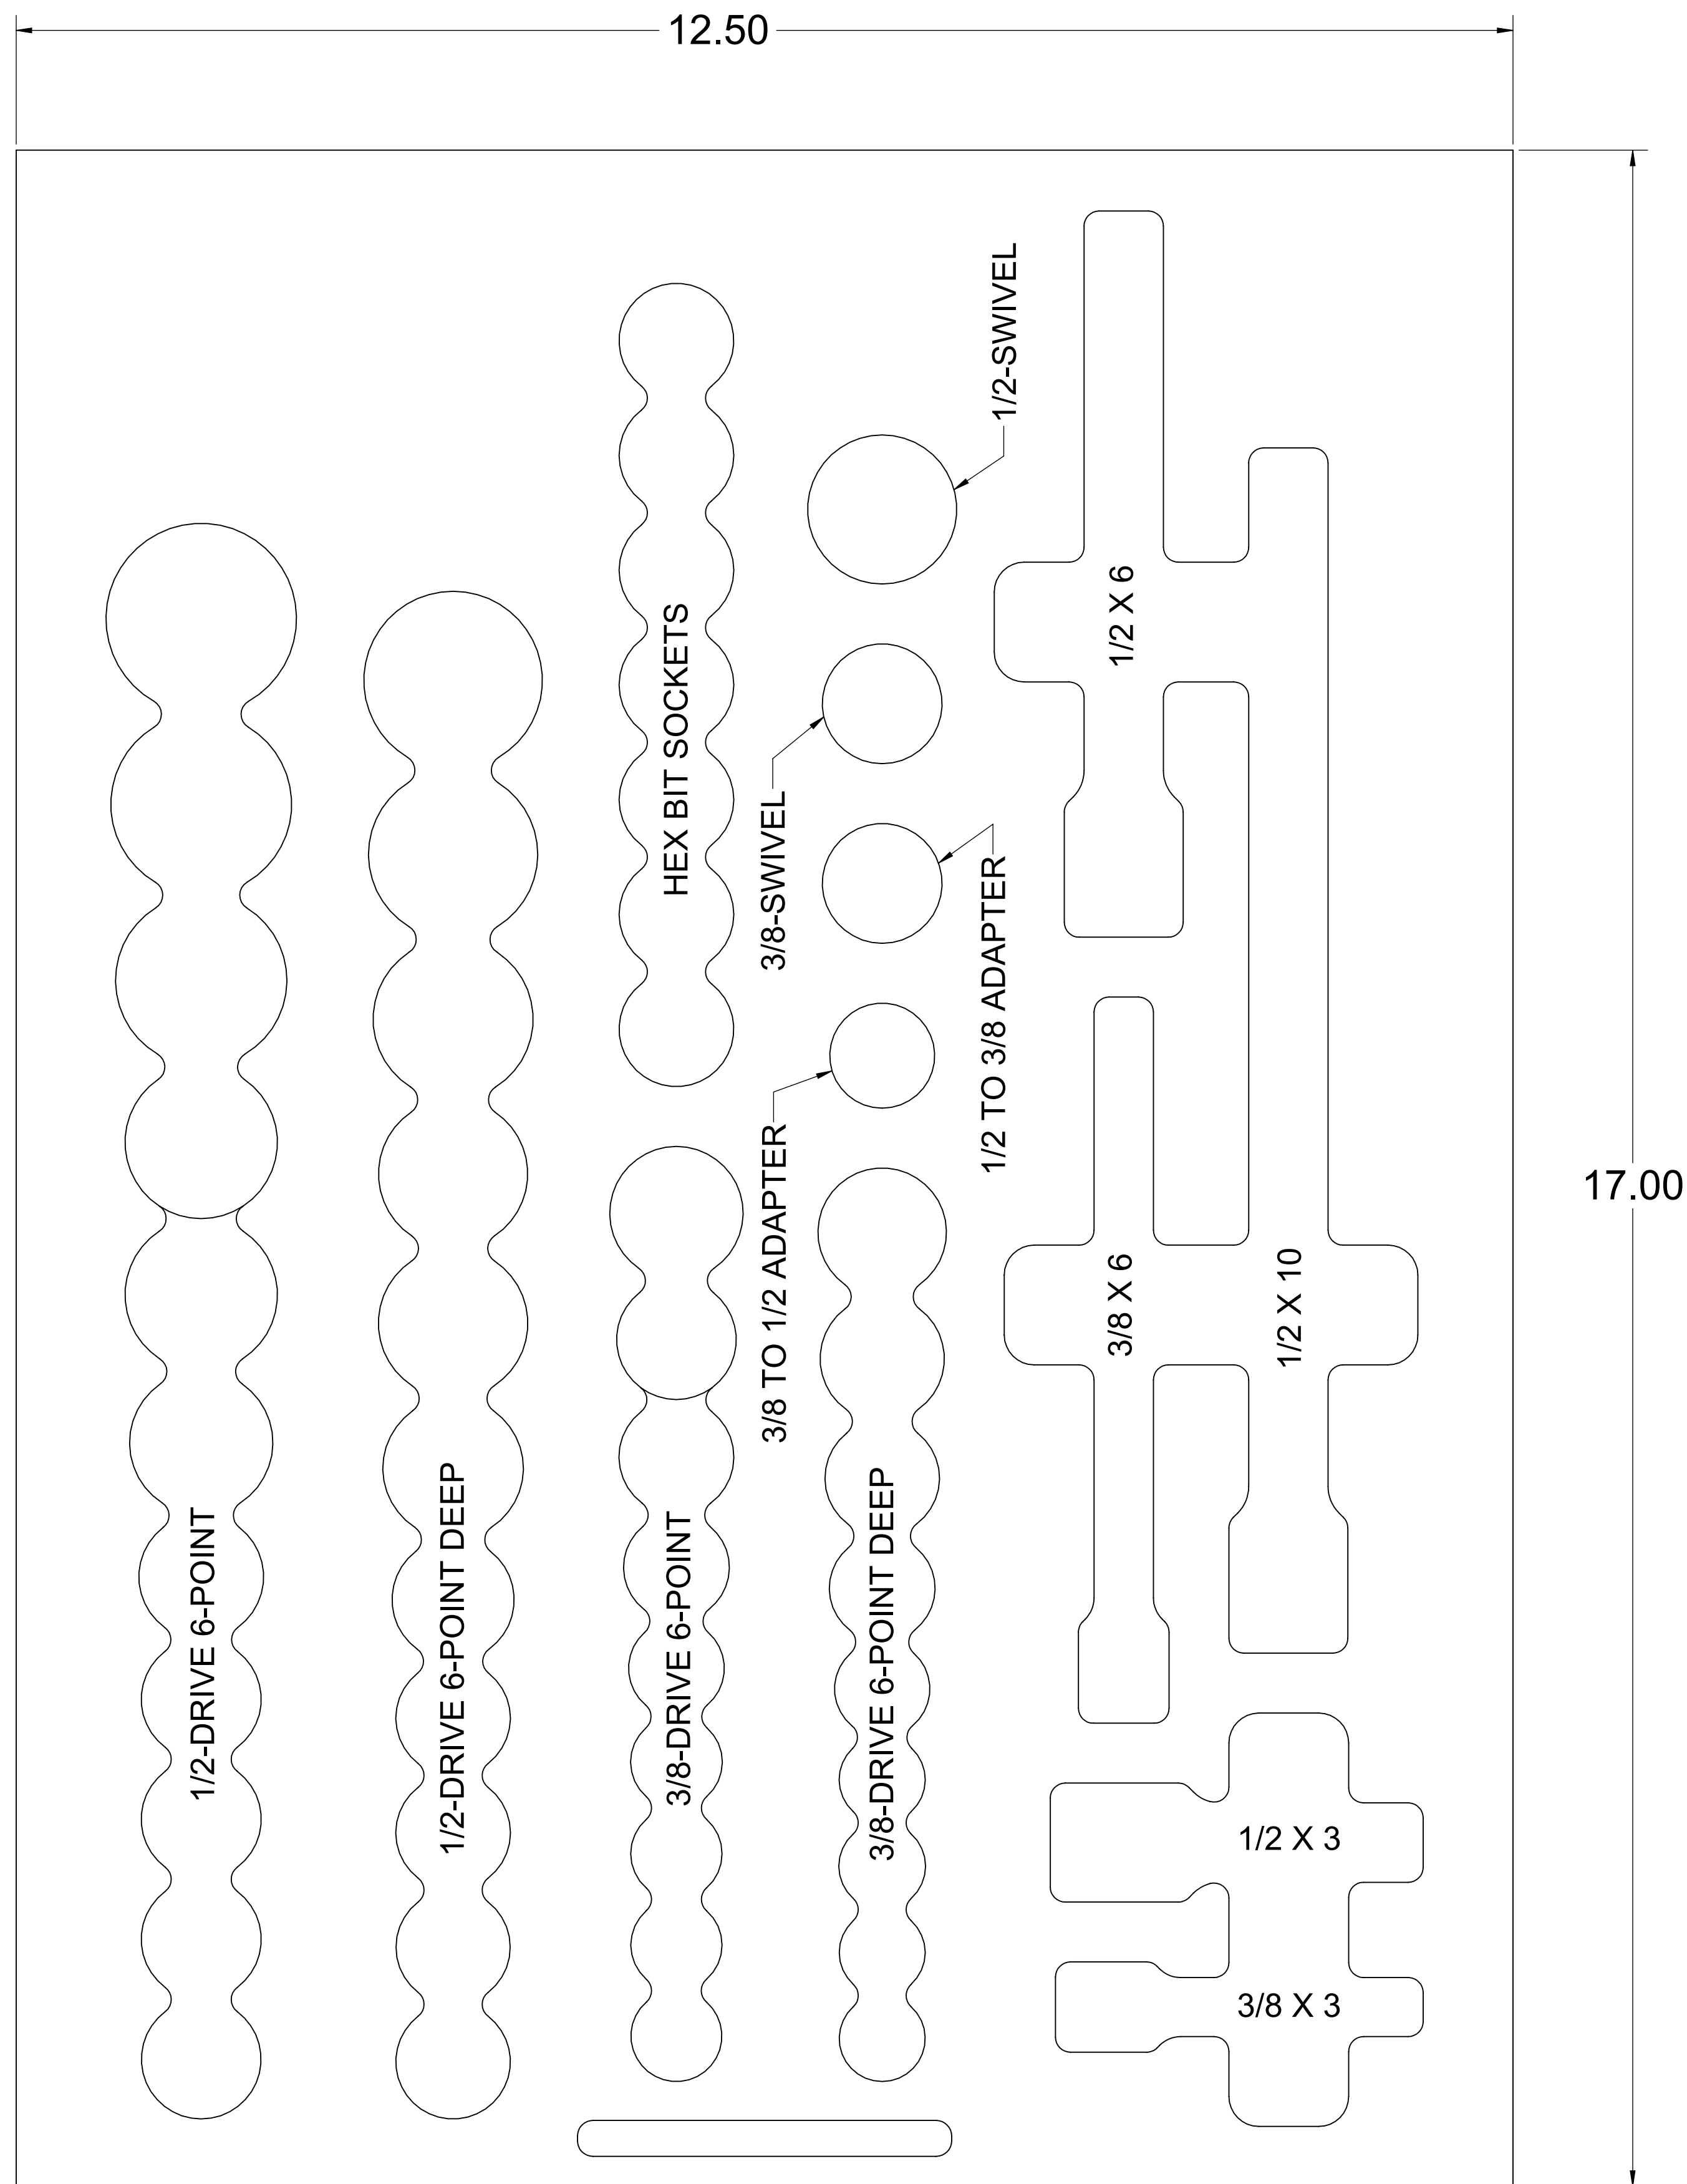 12.50
1/2-SWIVEL
1/2 X 6
HEX BIT SOCKETS
3/8-SWIVEL
1/2 TO 3/8 ADAPTER
3/8 TO 1/2 ADAPTER
17.00
3/8 X 6
1/2 X 10
1/2-DRIVE 6-POINT
1/2-DRIVE 6-POINT DEEP
3/8-DRIVE 6-POINT
3/8-DRIVE 6-POINT DEEP
1/2 X 3
3/8 X 3